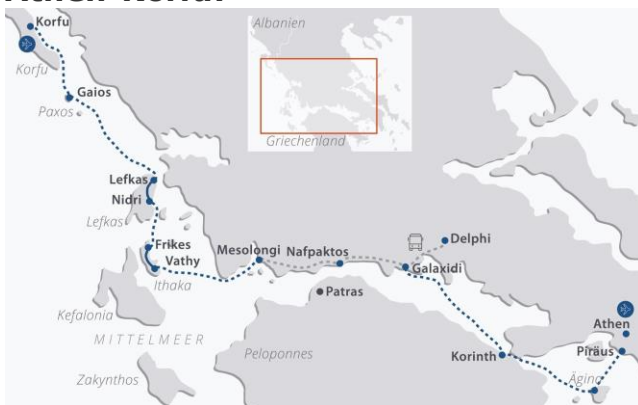 Korfu
Albanien
Korfu
Gaios
Paxos
Griechenland
Lefkas
Nidri
Lefkas
Frikes
Mesolongi
Nafpaktos
Delphi
Vathy
Galaxidi
Ithaka
Patras
Kefalonia
Athen
MITTELMEER
Peloponnes
Korinth
Piräus
Zakynthos
Ägina